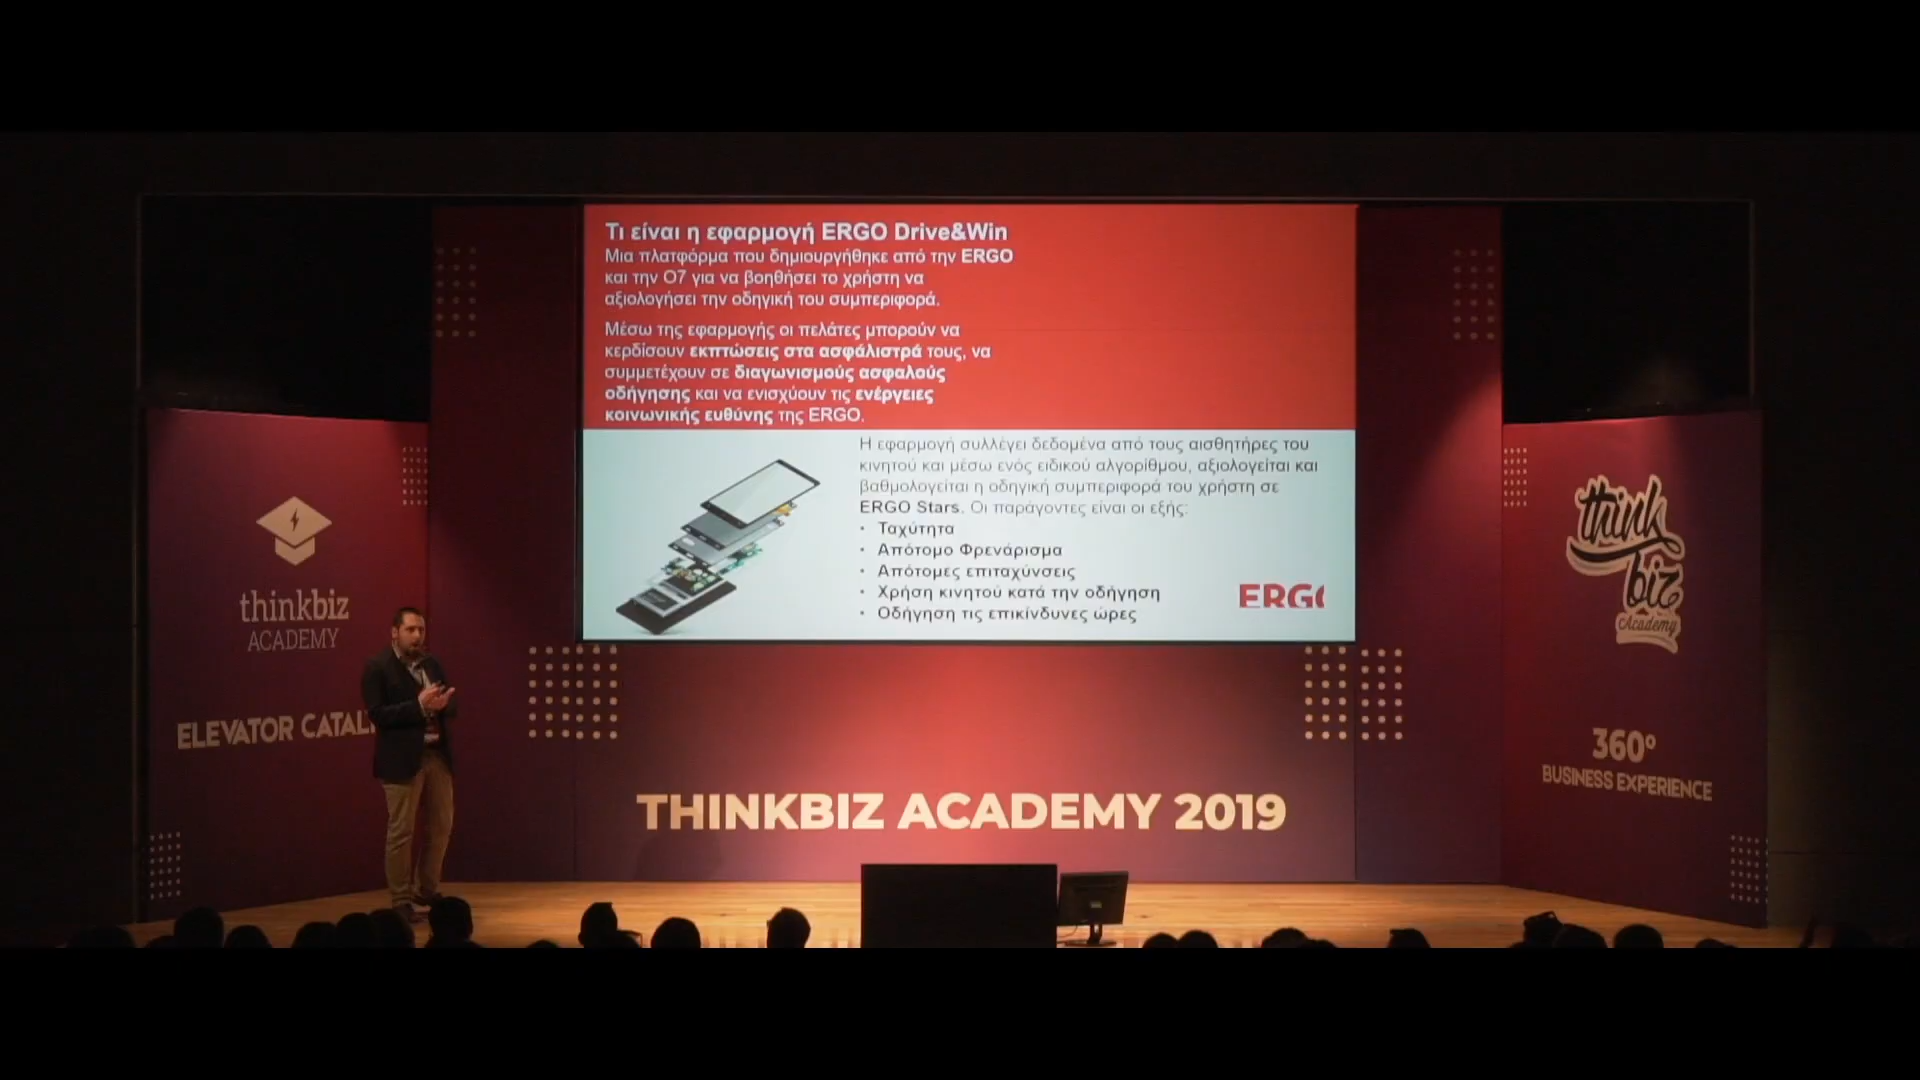 Τι είναι η εφαρμογή ERGO Drive&Win
Μια πλατφόρμα που δημιουργήθηκε από την ERGO
και την O7 για να βοηθήσει το χρήστη να
αξιολογήσει την οδηγική του συμπεριφορά.
Μέσω της εφαρμογής οι πελάτες μπορούν να
κερδίσουν εκπτώσεις στα ασφάλιστρά τους, να
συμμετέχουν σε διαγωνισμούς ασφαλούς
οδήγησης και να ενισχύουν τις ενέργειες
κοινωνικής ευθύνης της ERGO.
Η εφαρμογή συλλέγει δεδομένα από τους αισθητήρες του
κινητού και μέσω ενός ειδικού αλγορίθμου, αξιολογείται και
βαθμολογείται η οδηγική συμπεριφορά του χρήστη σε
ERGO Stars. Οι παράγοντες είναι οι εξής:
• Ταχύτητα
• Απότομο Φρενάρισμα
• Απότομες επιταχύνσεις
• Χρήση κινητού κατά την οδήγηση
• Οδήγηση τις επικίνδυνες ώρες
ERGO
thinkbiz
ACADEMY
ELEVATOR CATAL
think
biz
Academy
360º
BUSINESS EXPERIENCE
THINKBIZ ACADEMY 2019